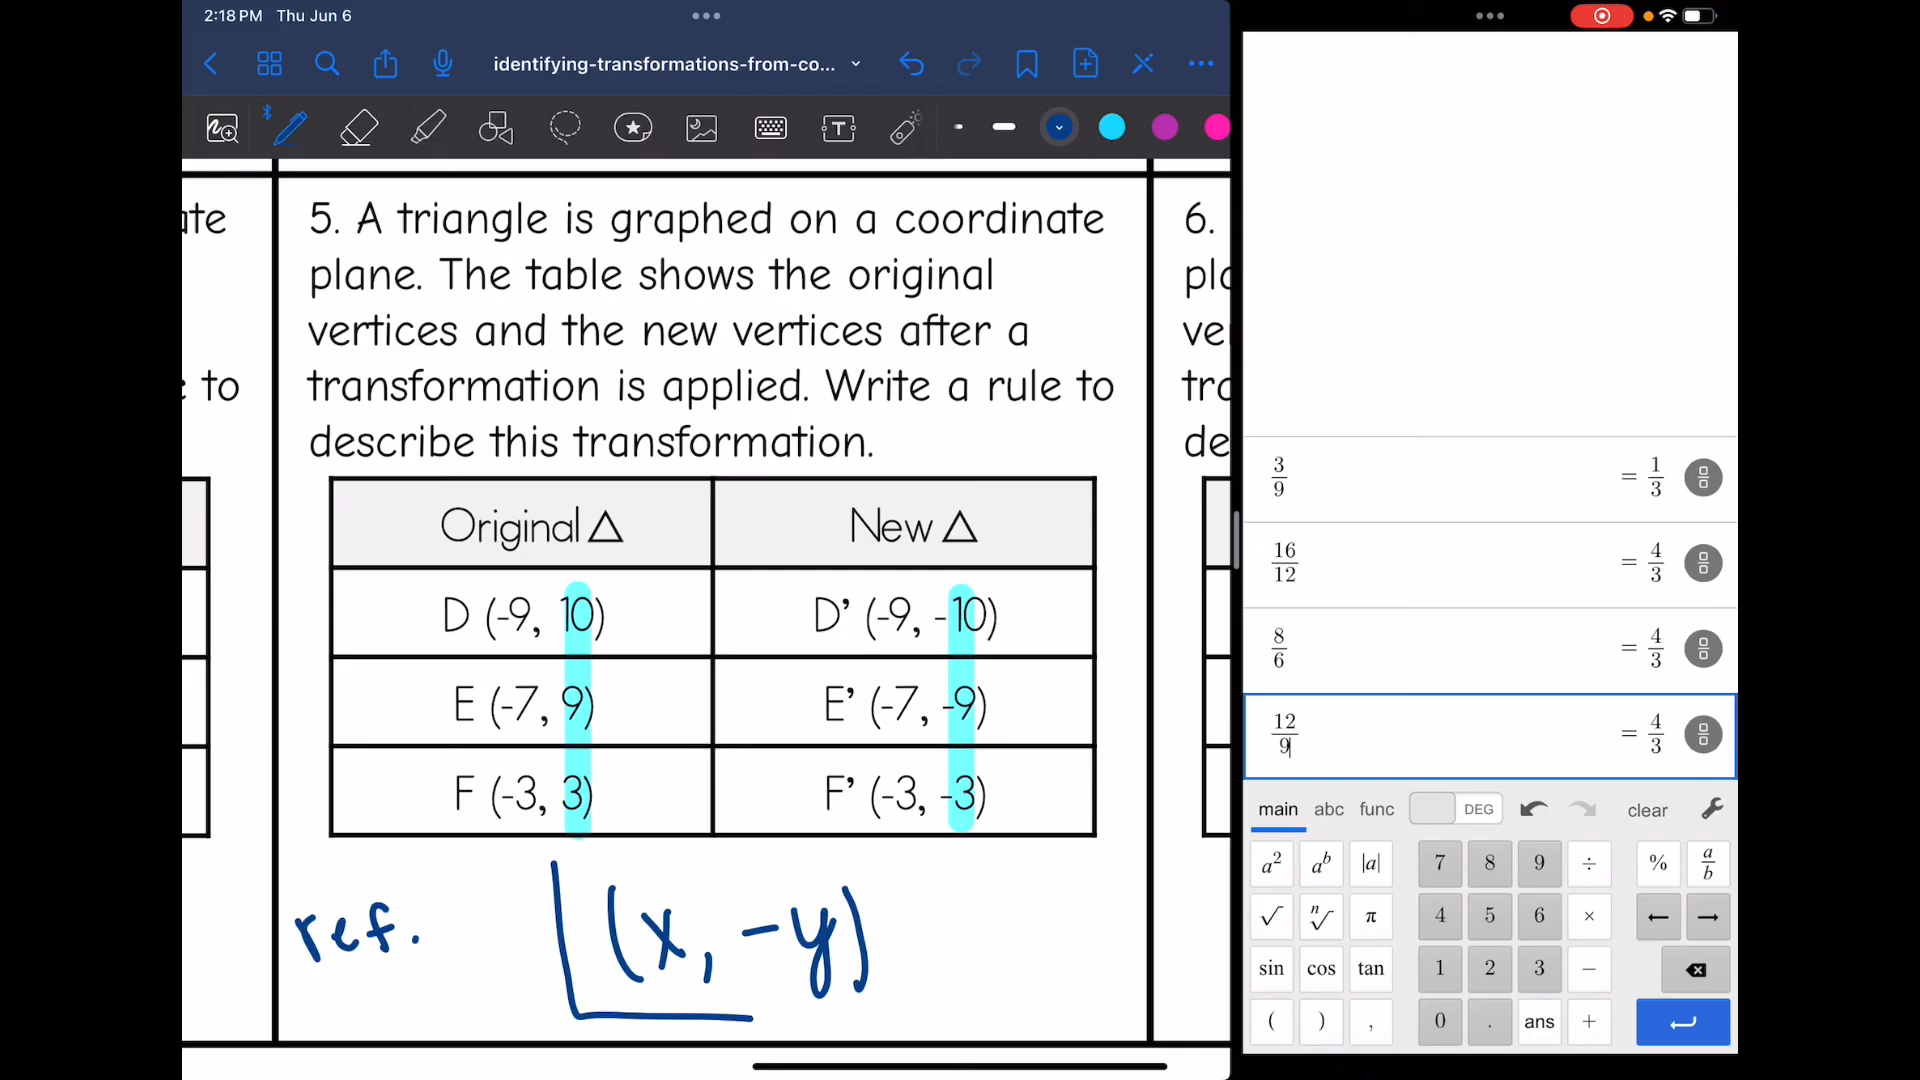 2:18 PM Thu Jun 6
identifying-transformations-from-co...
ate
to
5. A triangle is graphed on a coordinate
plane. The table shows the original
vertices and the new vertices after a
transformation is applied. Write a rule to
describe this transformation.
Original △ New △
D (-9, 10) D’ (-9, -10)
E (-7, 9) E’ (-7, -9)
F (-3, 3) F’ (-3, -3)
ref. (x, -y)
6.
pla
ve
tra
de
3/9 = 1/3
16/12 = 4/3
8/6 = 4/3
12/9 = 4/3
main abc func DEG clear
a² aᵇ |a| 7 8 9 ÷ % a/b
√ ⁿ√ π 4 5 6 × ← →
sin cos tan 1 2 3 −
( ) , 0 . ans +